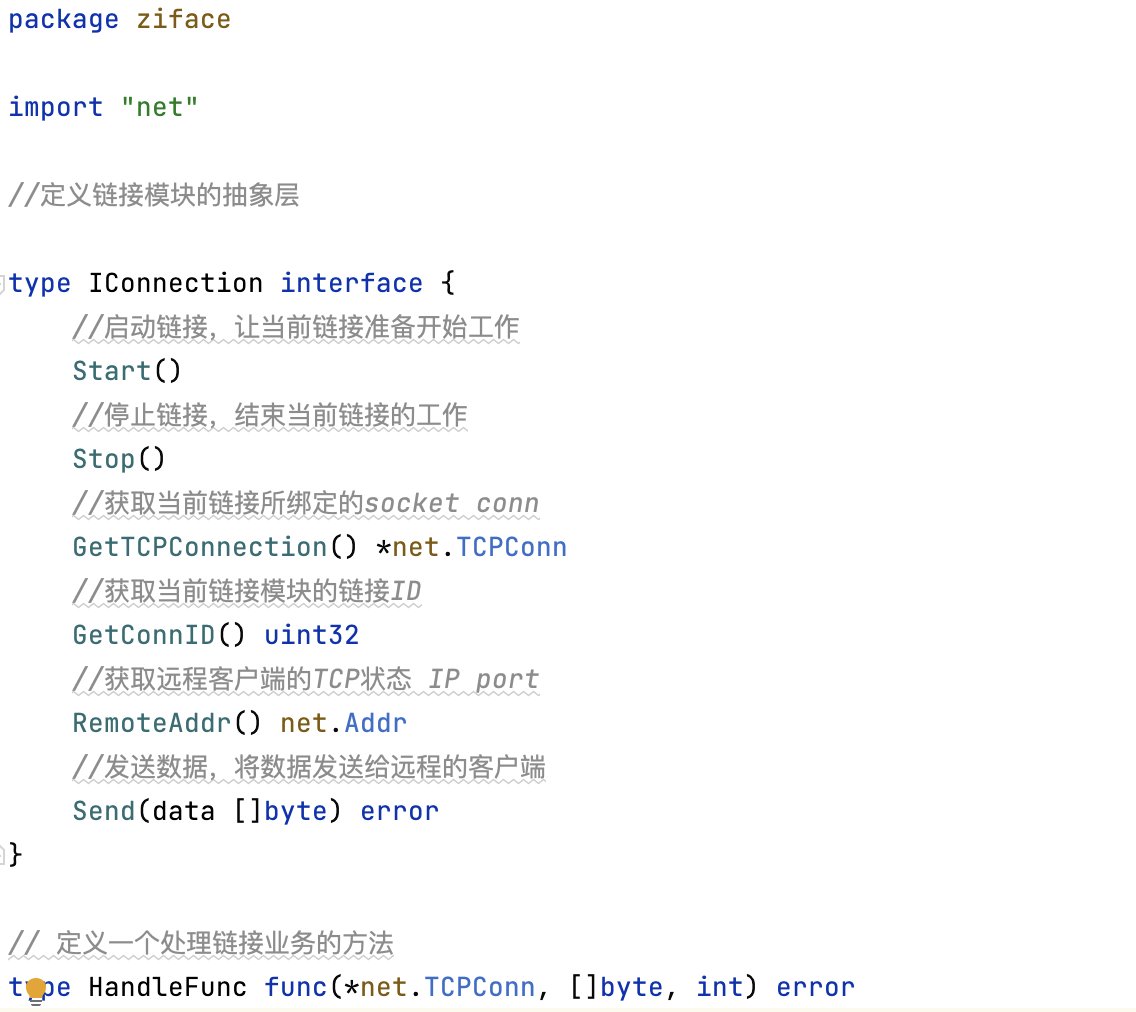 package ziface
import "net"
//定义链接模块的抽象层
type IConnection interface {
//启动链接，让当前链接准备开始工作
Start()
//停止链接，结束当前链接的工作
Stop()
//获取当前链接所绑定的socket conn
GetTCPConnection() *net.TCPConn
//获取当前链接模块的链接ID
GetConnID() uint32
//获取远程客户端的TCP状态 IP port
RemoteAddr() net.Addr
//发送数据，将数据发送给远程的客户端
Send(data []byte) error
}
// 定义一个处理链接业务的方法
type HandleFunc func(*net.TCPConn, []byte, int) error